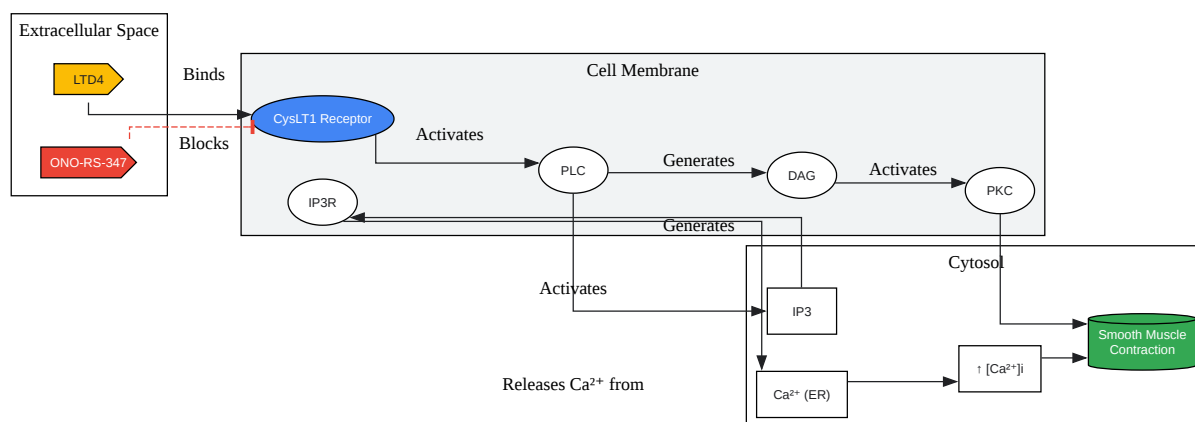 Extracellular Space
LTD4
Binds
Cell Membrane
CysLT1 Receptor
Activates
Blocks
ONO-RS-347
PLC
Generates
DAG
Activates
PKC
IP3R
Generates
Cytosol
Activates
IP3
Smooth Muscle
Contraction
↑ [Ca²⁺]i
Releases Ca²⁺ from
Ca²⁺ (ER)